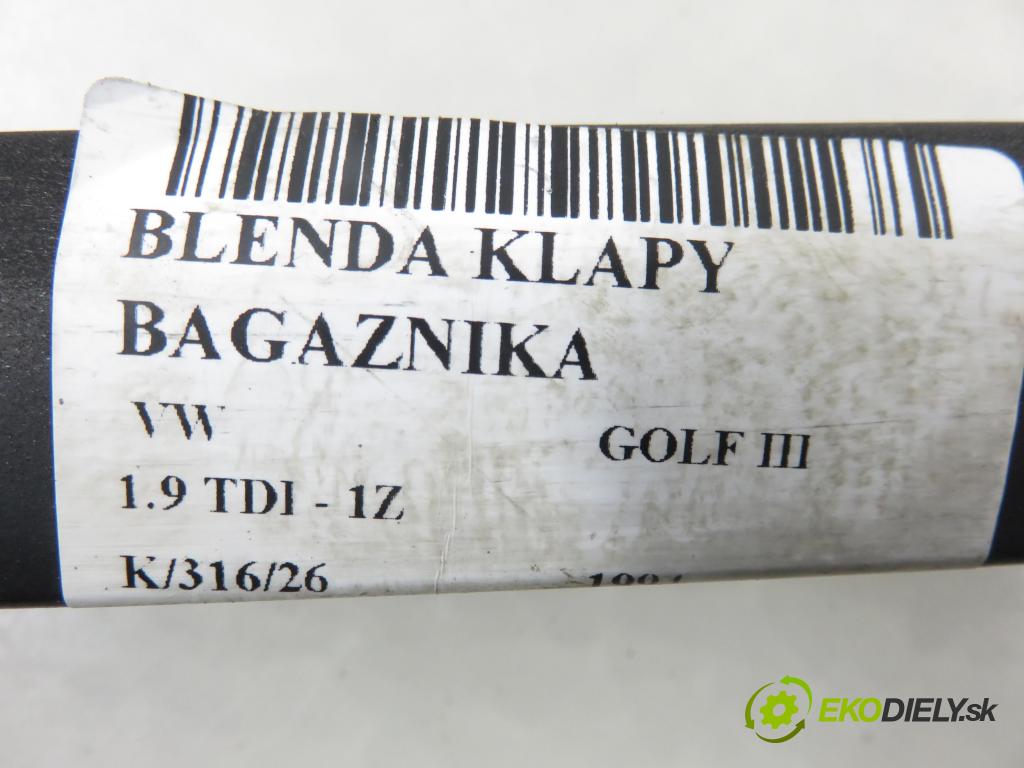 BLENDA KLAPY
BAGAZNIKA
VW GOLF III
1.9 TDI - 1Z
K/316/26
EKODIELY.sk